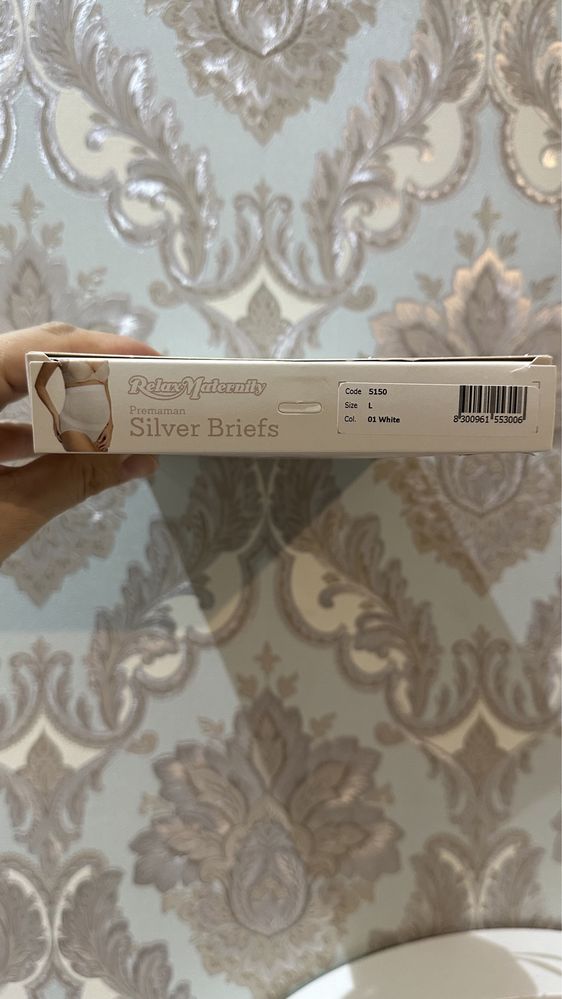 RelaxMaternity
Premaman
Silver Briefs
Code 5150
Size L
Col. 01 White
8 300961 553006